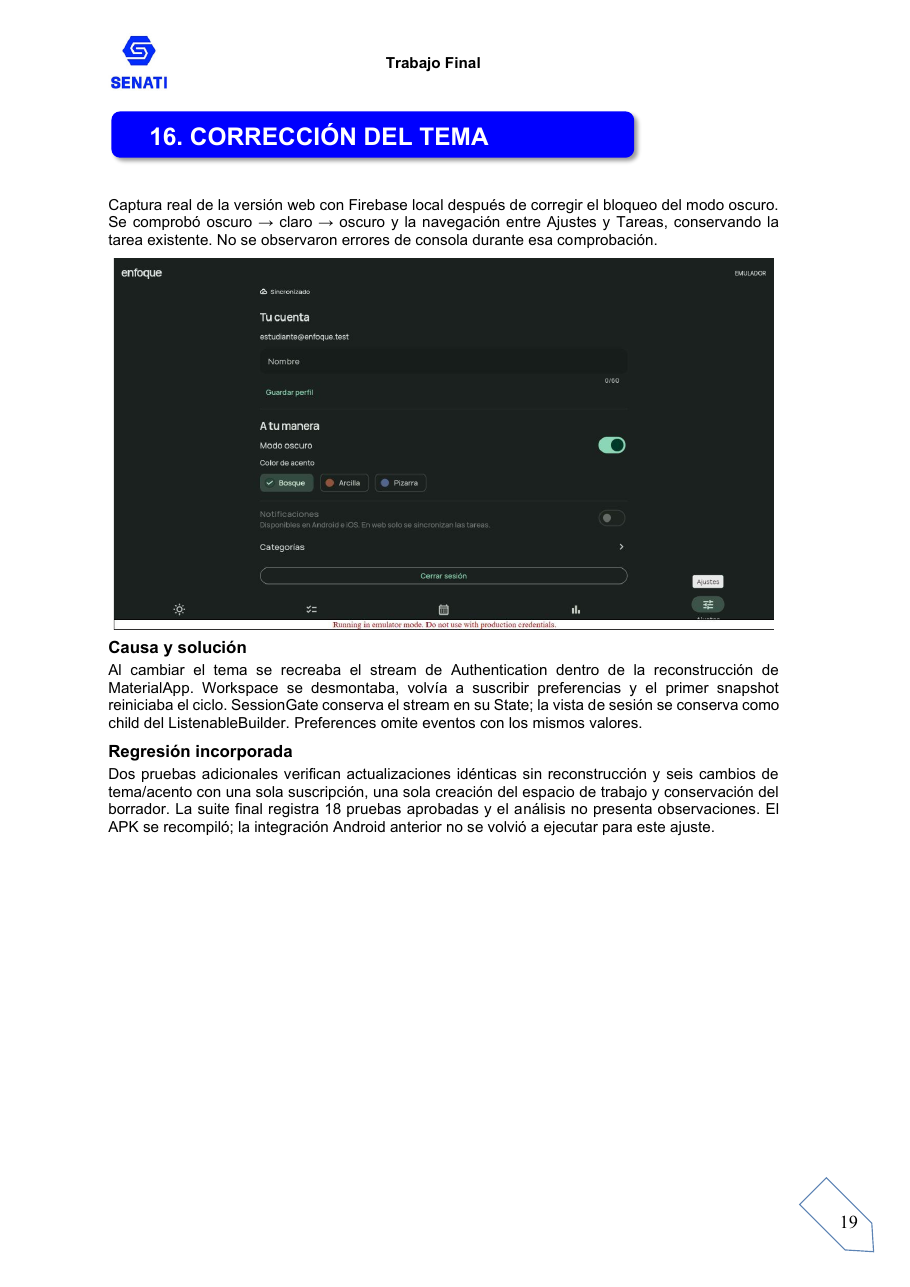 SENATI
Trabajo Final
16. CORRECCIÓN DEL TEMA
Captura real de la versión web con Firebase local después de corregir el bloqueo del modo oscuro.
Se comprobó oscuro → claro → oscuro y la navegación entre Ajustes y Tareas, conservando la
tarea existente. No se observaron errores de consola durante esa comprobación.
enfoque
EMULADOR
Sincronizado
Tu cuenta
estudiante@enfoque.test
Nombre
0/60
Guardar perfil
A tu manera
Modo oscuro
Color de acento
Bosque
Arcilla
Pizarra
Notificaciones
Disponibles en Android e iOS. En web solo se sincronizan las tareas.
Categorías
Cerrar sesión
Ajustes
Ajustes
Running in emulator mode. Do not use with production credentials.
Causa y solución
Al cambiar el tema se recreaba el stream de Authentication dentro de la reconstrucción de
MaterialApp. Workspace se desmontaba, volvía a suscribir preferencias y el primer snapshot
reiniciaba el ciclo. SessionGate conserva el stream en su State; la vista de sesión se conserva como
child del ListenableBuilder. Preferences omite eventos con los mismos valores.
Regresión incorporada
Dos pruebas adicionales verifican actualizaciones idénticas sin reconstrucción y seis cambios de
tema/acento con una sola suscripción, una sola creación del espacio de trabajo y conservación del
borrador. La suite final registra 18 pruebas aprobadas y el análisis no presenta observaciones. El
APK se recompiló; la integración Android anterior no se volvió a ejecutar para este ajuste.
19